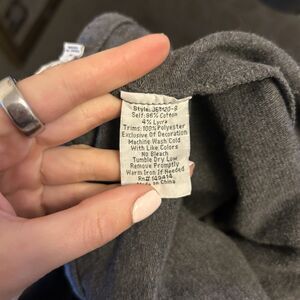 Self: 96% Cotton
4% Lycra
Trims: 100% Polyester
Exclusive Of Decoration
Machine Wash Cold
With Like Colors
No Bleach
Tumble Dry Low
Remove Promptly
Warm Iron If Needed
Rn# 149414
Made in China